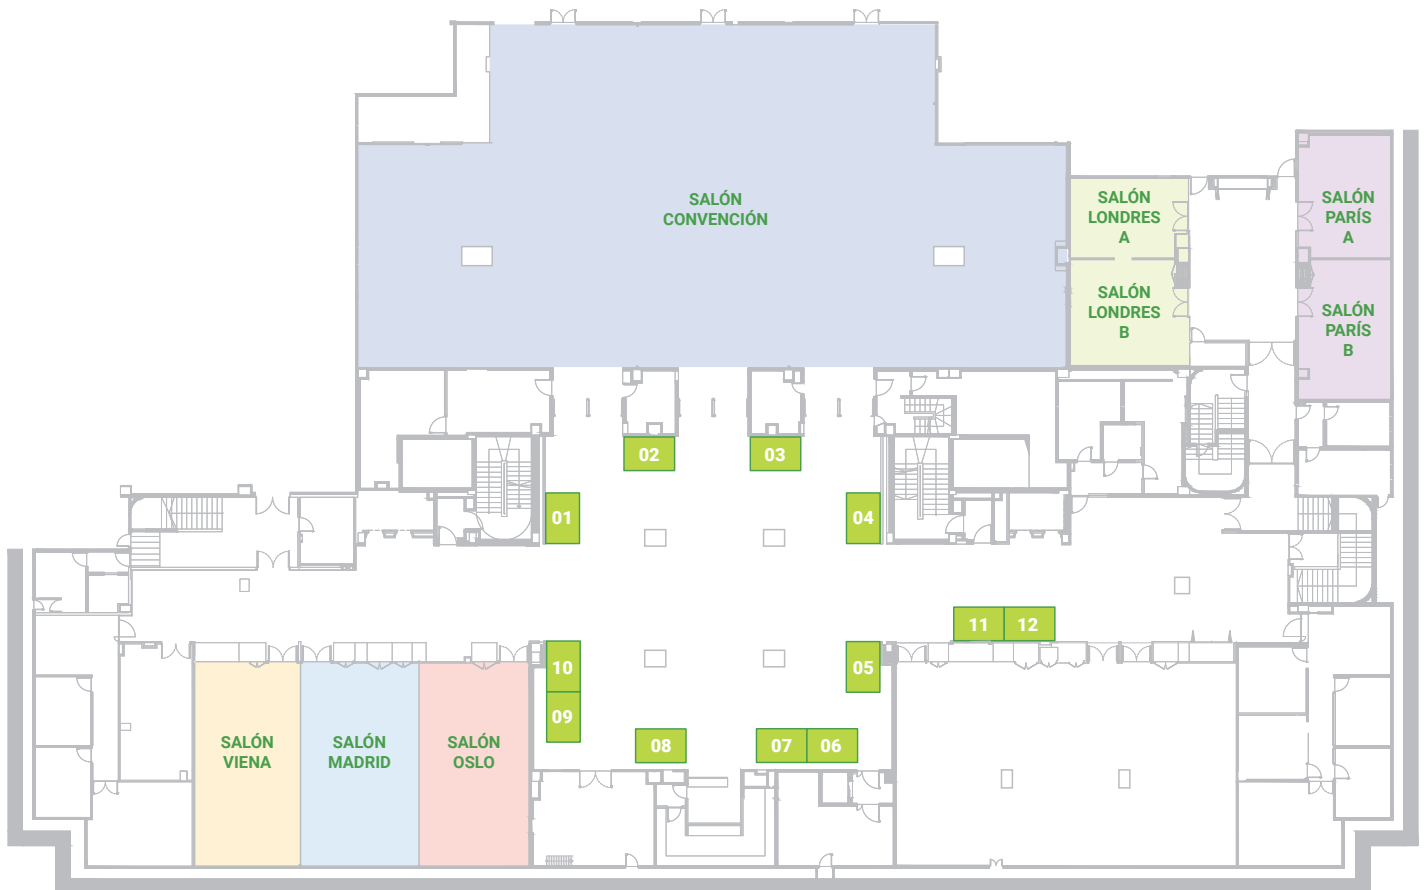 SALÓN
CONVENCIÓN
SALÓN
LONDRES
A
SALÓN
LONDRES
B
SALÓN
PARÍS
A
SALÓN
PARÍS
B
02
03
01
04
11
12
10
05
09
08
07
06
SALÓN
VIENA
SALÓN
MADRID
SALÓN
OSLO